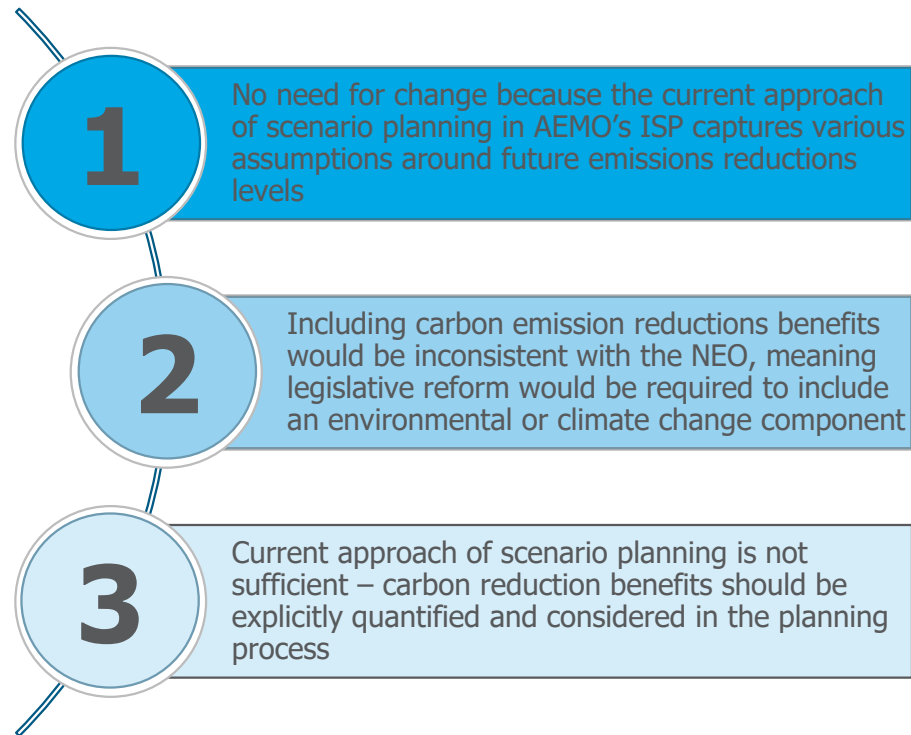 1
No need for change because the current approach
of scenario planning in AEMO’s ISP captures various
assumptions around future emissions reductions
levels
2
Including carbon emission reductions benefits
would be inconsistent with the NEO, meaning
legislative reform would be required to include
an environmental or climate change component
3
Current approach of scenario planning is not
sufficient – carbon reduction benefits should be
explicitly quantified and considered in the planning
process